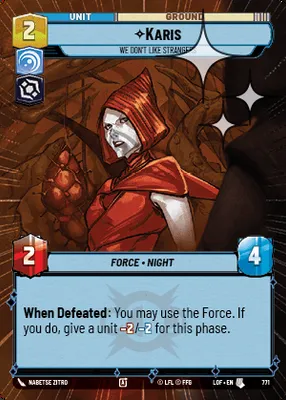 2
UNIT
GROUND
✧KARIS
WE DON'T LIKE STRANGERS
2
4
FORCE • NIGHT
When Defeated: You may use the Force. If
you do, give a unit -2/-2 for this phase.
NABETSE ZITRO
© LFL © FFG
LOF • EN
771